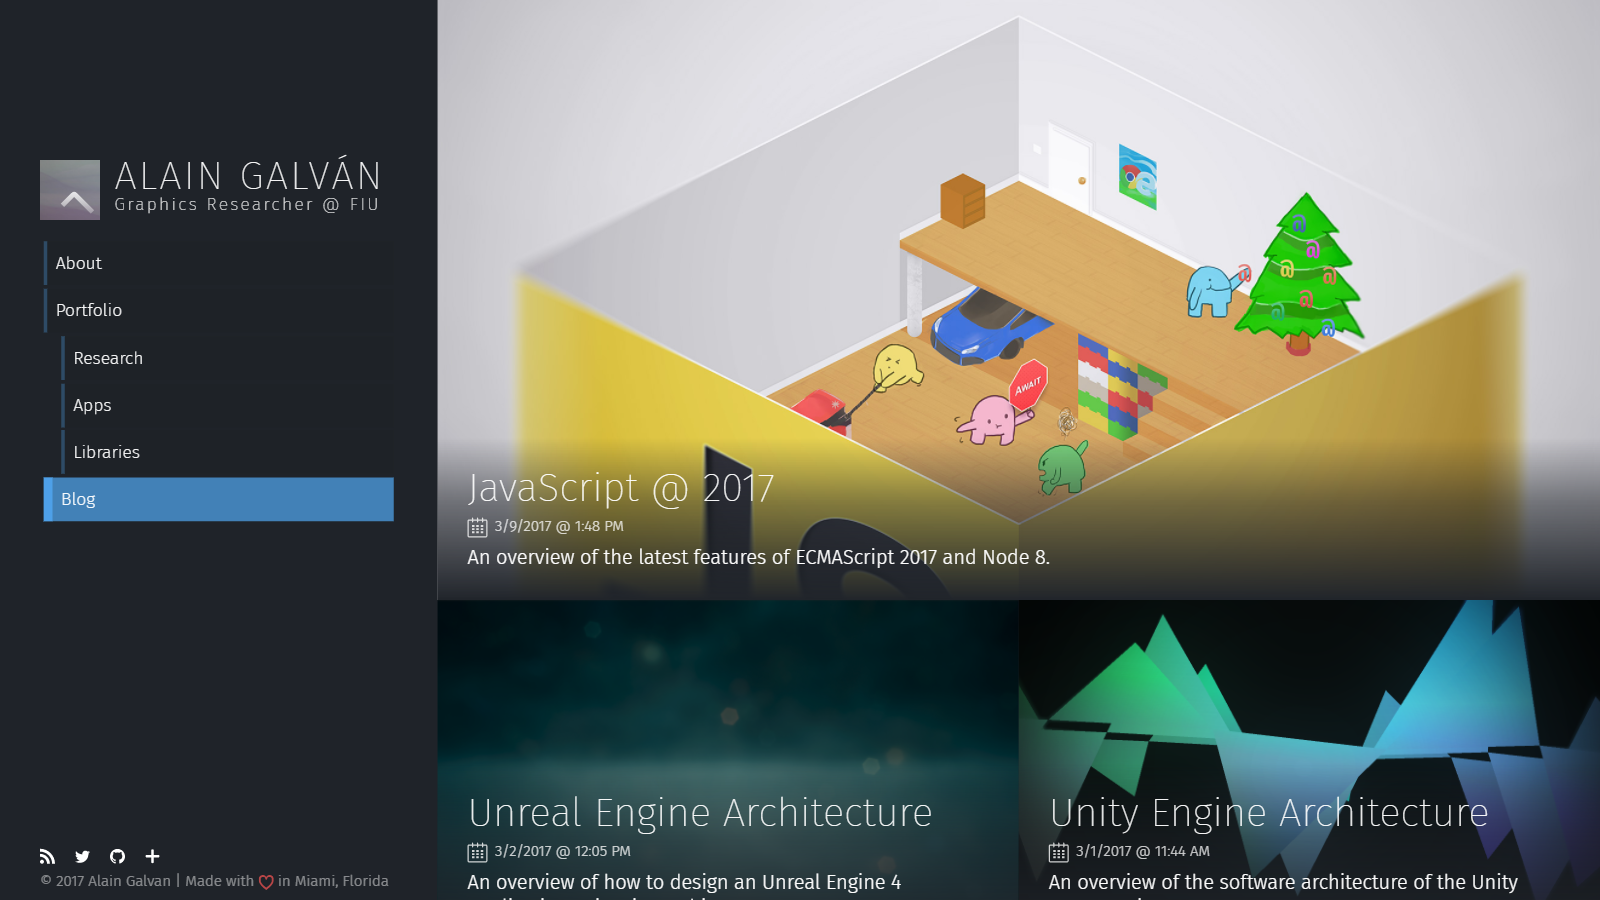 ALAIN GALVÁN
Graphics Researcher @ FIU
About
Portfolio
Research
Apps
Libraries
Blog
© 2017 Alain Galvan | Made with in Miami, Florida
AWAIT
@
@
@
@
@
@
@
@
JavaScript @ 2017
3/9/2017 @ 1:48 PM
An overview of the latest features of ECMAScript 2017 and Node 8.
Unreal Engine Architecture
3/2/2017 @ 12:05 PM
An overview of how to design an Unreal Engine 4
Unity Engine Architecture
3/1/2017 @ 11:44 AM
An overview of the software architecture of the Unity